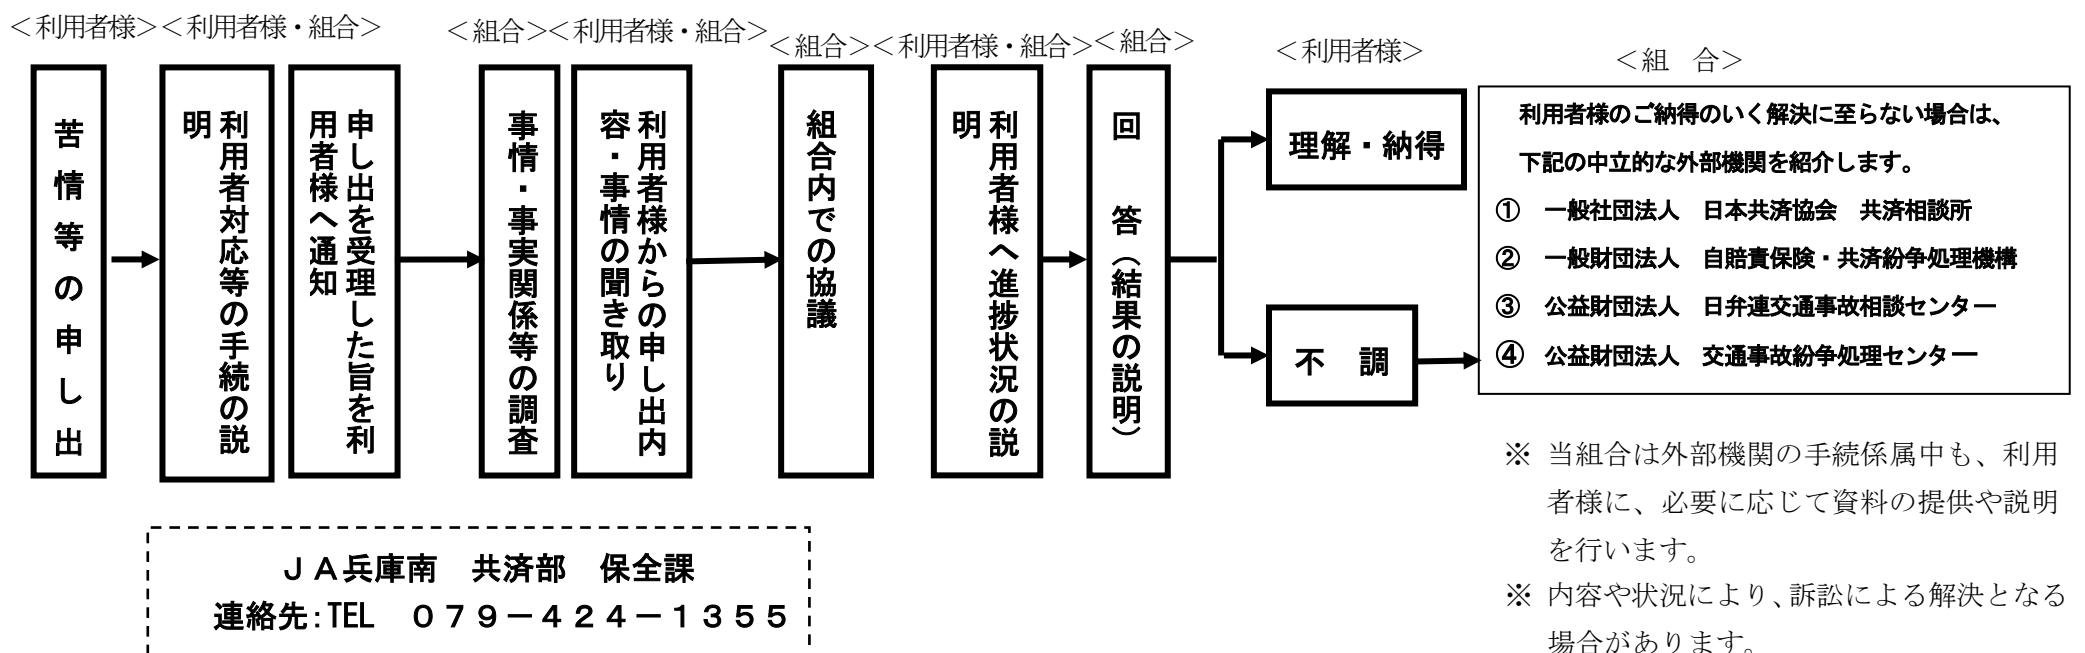 ＜利用者様＞
＜利用者様・組合＞
＜組合＞
＜利用者様・組合＞
＜組合＞
＜利用者様・組合＞
＜組合＞
＜利用者様＞
＜組　合＞
苦情等の申し出
利用者対応等の手続の説
明
申し出を受理した旨を利
用者様へ通知
事情・事実関係等の調査
利用者様からの申し出内
容・事情の聞き取り
組合内での協議
利用者様へ進捗状況の説
明
回　答（結果の説明）
理解・納得
不　調
利用者様のご納得のいく解決に至らない場合は、
下記の中立的な外部機関を紹介します。
①　一般社団法人　日本共済協会　共済相談所
②　一般財団法人　自賠責保険・共済紛争処理機構
③　公益財団法人　日弁連交通事故相談センター
④　公益財団法人　交通事故紛争処理センター
※ 当組合は外部機関の手続係属中も、利用
者様に、必要に応じて資料の提供や説明
を行います。
※ 内容や状況により、訴訟による解決となる
場合があります。
ＪＡ兵庫南　共済部　保全課
連絡先：TEL　０７９－４２４－１３５５